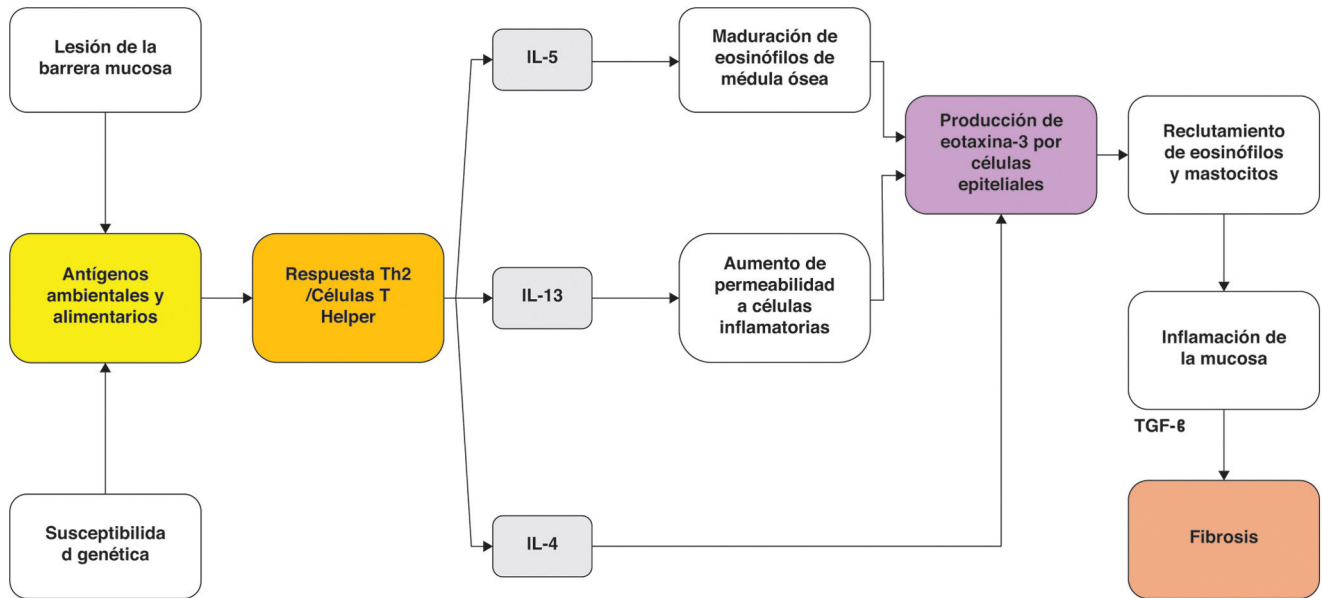 Lesión de la
barrera mucosa
Antígenos
ambientales y
alimentarios
Susceptibilida
d genética
Respuesta Th2
/Células T
Helper
IL-5
IL-13
IL-4
Maduración de
eosinófilos de
médula ósea
Aumento de
permeabilidad
a células
inflamatorias
Producción de
eotaxina-3 por
células
epiteliales
Reclutamiento
de eosinófilos
y mastocitos
Inflamación de
la mucosa
TGF-ϐ
Fibrosis